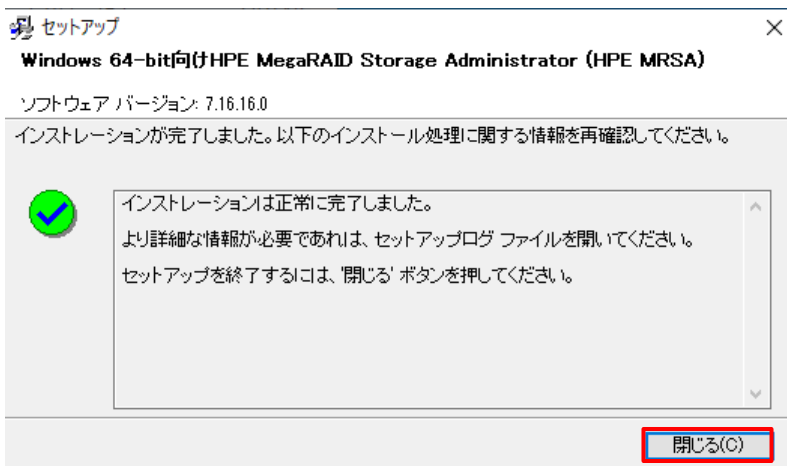 セットアップ
Windows 64-bit向けHPE MegaRAID Storage Administrator (HPE MRSA)
ソフトウェア バージョン: 7.16.16.0
インストレーションが完了しました。以下のインストール処理に関する情報を再確認してください。
インストレーションは正常に完了しました。
より詳細な情報が必要であれは、セットアップログ ファイルを開いてください。
セットアップを終了するには、'閉じる' ボタンを押してください。
閉じる(C)